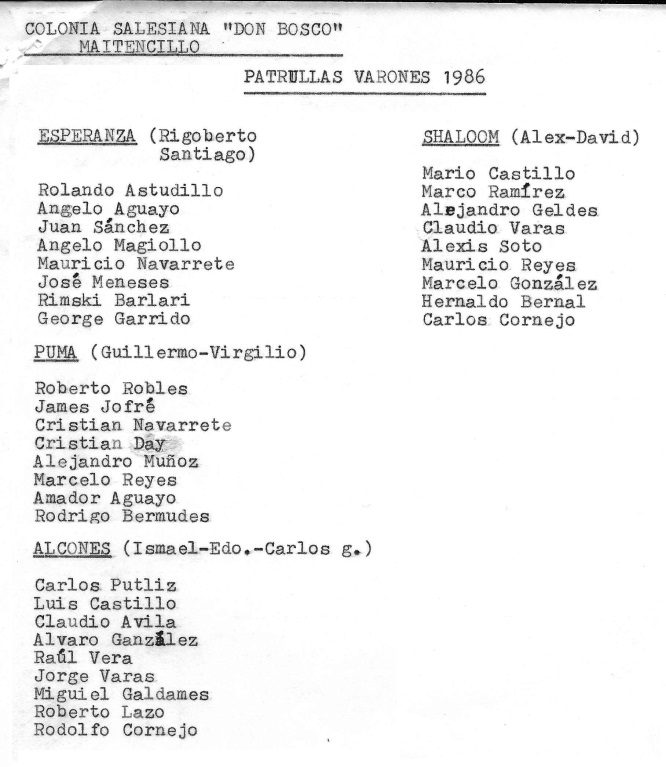 COLONIA SALESIANA "DON BOSCO"
MAITENCILLO
PATRULLAS VARONES 1986
ESPERANZA (Rigoberto
Santiago)
Rolando Astudillo
Angelo Aguayo
Juan Sánchez
Angelo Magiollo
Mauricio Navarrete
José Meneses
Rimski Barlari
George Garrido
PUMA (Guillermo-Virgilio)
Roberto Robles
James Jofré
Cristian Navarrete
Cristian Day
Alejandro Muñoz
Marcelo Reyes
Amador Aguayo
Rodrigo Bermudes
ALCONES (Ismael-Edo.-Carlos g.)
Carlos Putliz
Luis Castillo
Claudio Avila
Alvaro Ganzález
Raúl Vera
Jorge Varas
Miguiel Galdames
Roberto Lazo
Rodolfo Cornejo
SHALOOM (Alex-David)
Mario Castillo
Marco Ramírez
Alejandro Geldes
Claudio Varas
Alexis Soto
Mauricio Reyes
Marcelo González
Hernaldo Bernal
Carlos Cornejo